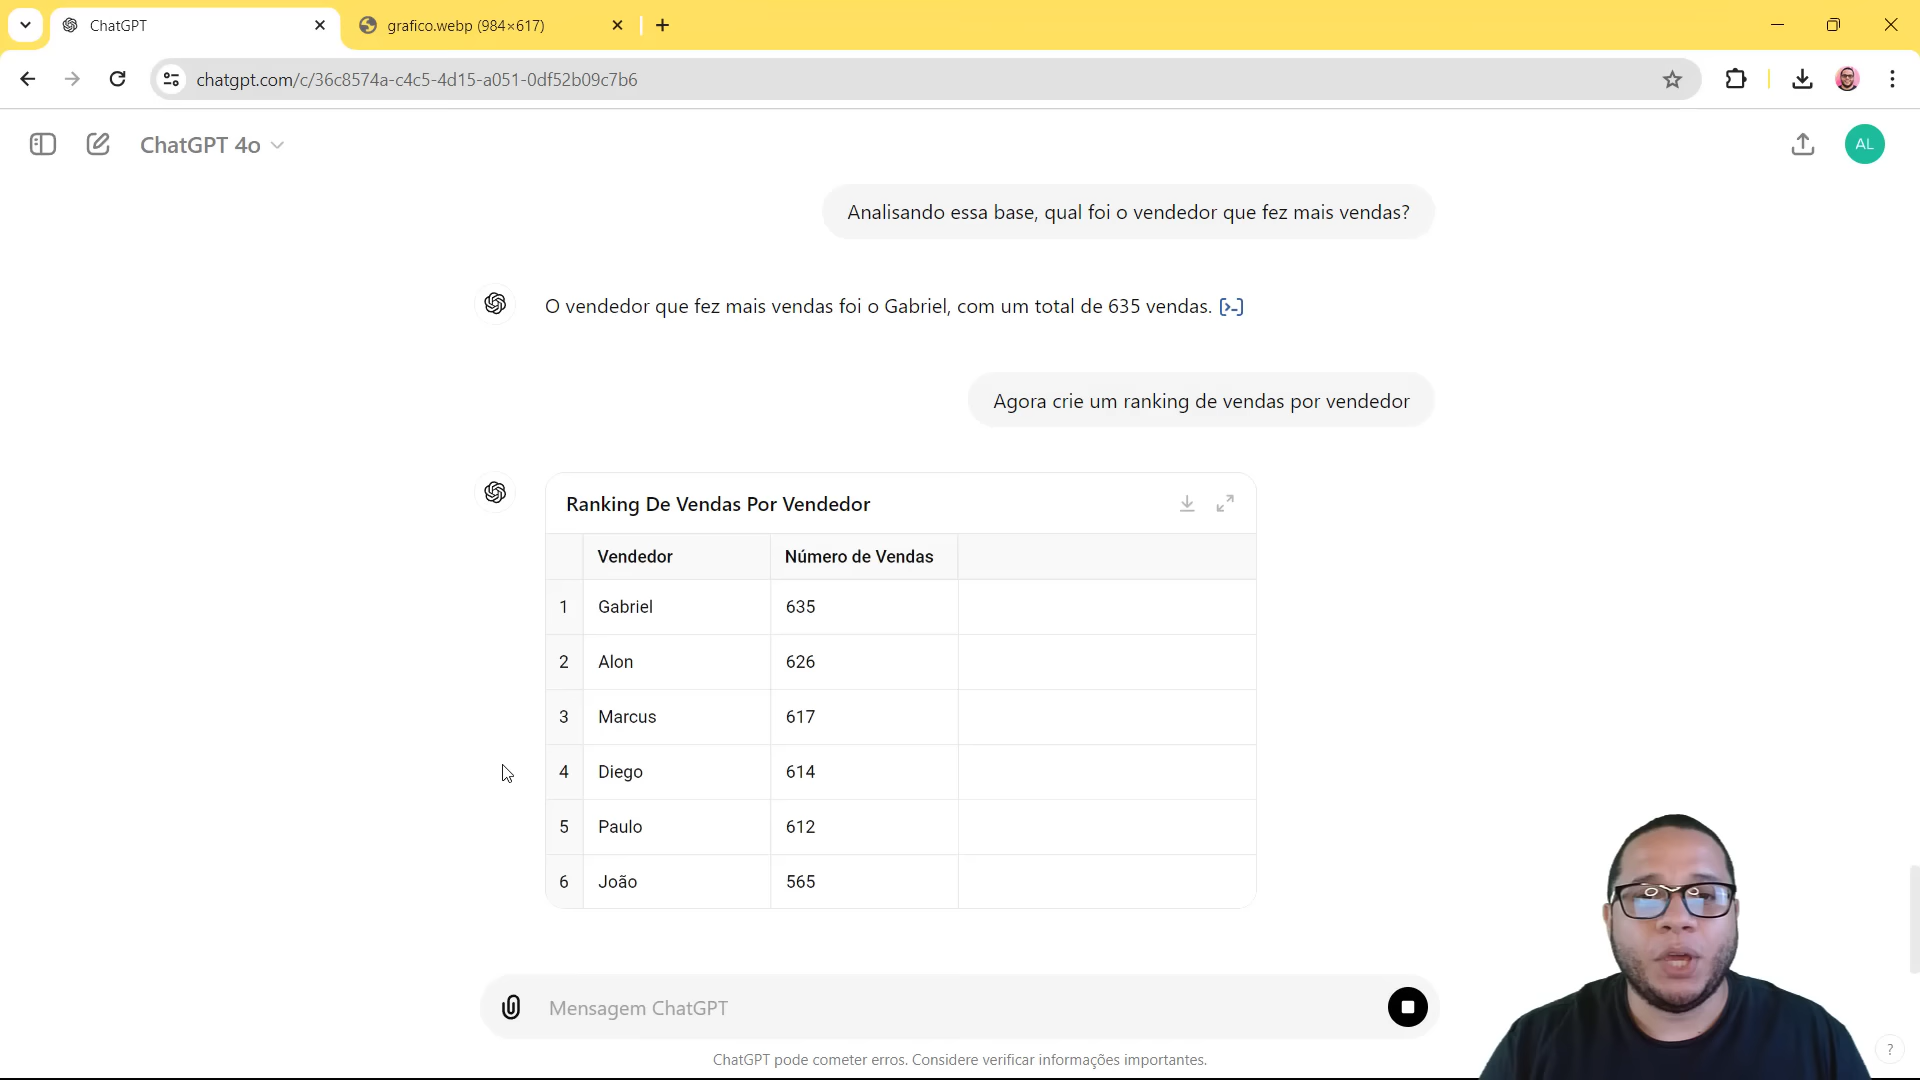 ChatGPT
grafico.webp (984×617)
chatgpt.com/c/36c8574a-c4c5-4d15-a051-0df52b09c7b6
ChatGPT 4o
AL
Analisando essa base, qual foi o vendedor que fez mais vendas?
O vendedor que fez mais vendas foi o Gabriel, com um total de 635 vendas. [>-]
Agora crie um ranking de vendas por vendedor
Ranking De Vendas Por Vendedor
Vendedor Número de Vendas
1 Gabriel 635
2 Alon 626
3 Marcus 617
4 Diego 614
5 Paulo 612
6 João 565
Mensagem ChatGPT
ChatGPT pode cometer erros. Considere verificar informações importantes.
?